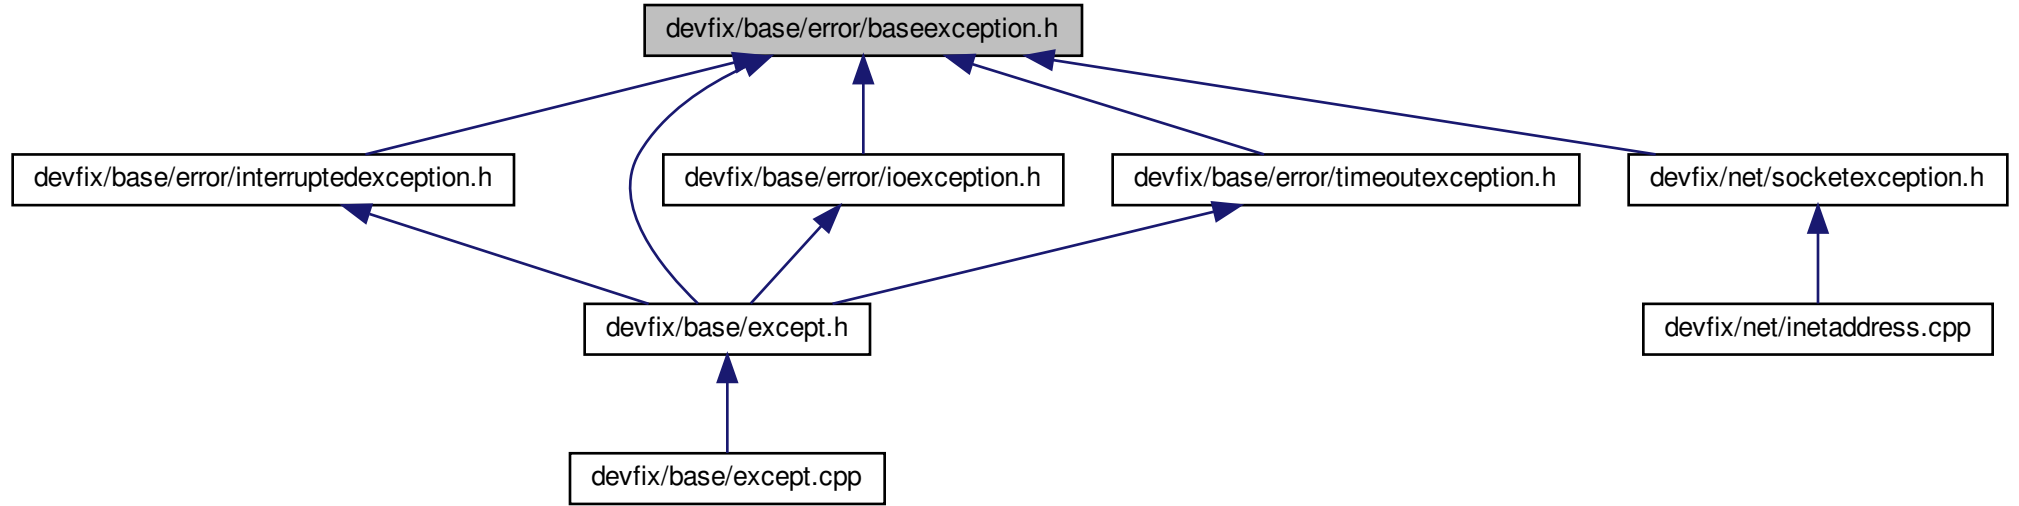 devfix/base/error/baseexception.h
devfix/base/error/interruptedexception.h
devfix/base/error/ioexception.h
devfix/base/error/timeoutexception.h
devfix/net/socketexception.h
devfix/base/except.h
devfix/net/inetaddress.cpp
devfix/base/except.cpp